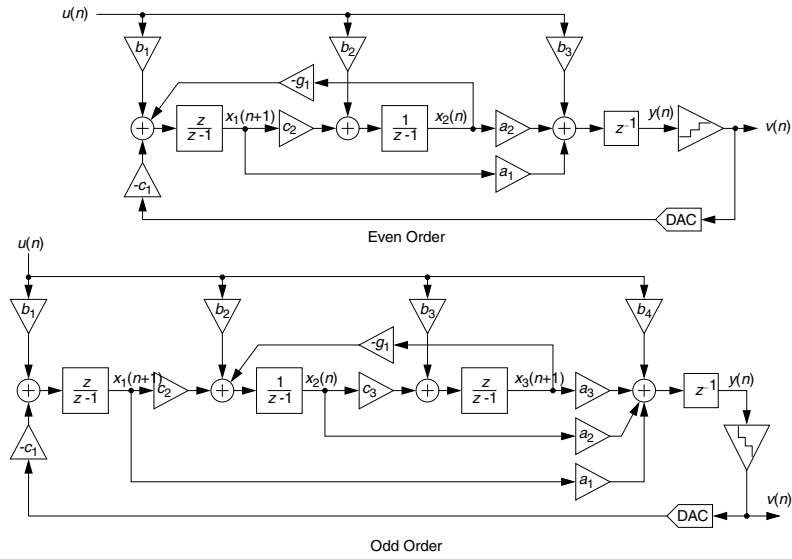 u(n)
b1 b2 b3
-g1
z
z -1
x1(n+1)
c2
1
z -1
x2(n)
a2
z-1
y(n)
v(n)
a1
-c1
DAC
Even Order
u(n)
b1 b2 b3 b4
-g1
z
z -1
x1(n+1)
c2
1
z -1
x2(n)
c3
z
z -1
x3(n+1)
a3
z-1
y(n)
a2
-c1
a1
DAC
v(n)
Odd Order